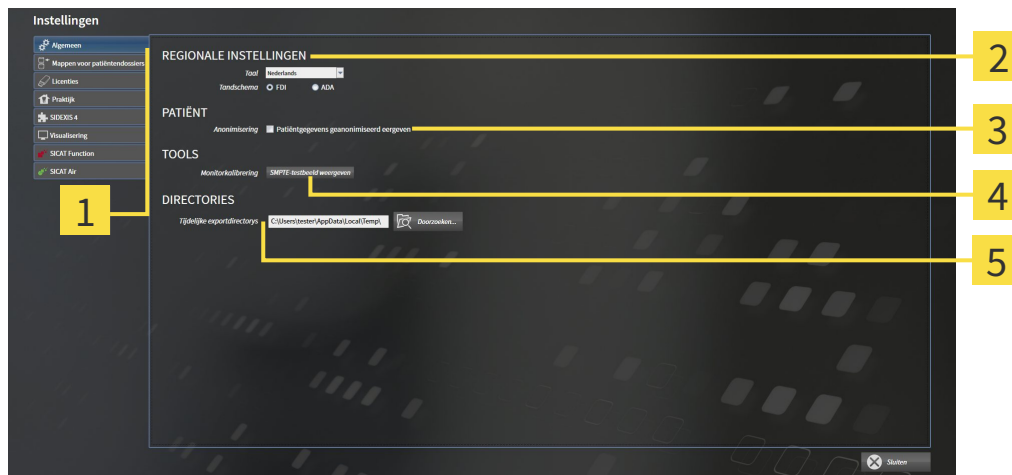 Instellingen
Algemeen
Mappen voor patiëntendossiers
Licenties
Praktijk
SIDEXIS 4
Visualisering
SICAT Function
SICAT Air
1
REGIONALE INSTELLINGEN
2
Taal Nederlands
Tandschema FDI ADA
PATIËNT
Anonimisering Patiëntgegevens geanonimiseerd eergeven
3
TOOLS
Monitorkalibrering SMPTE-testbeeld weergeven
4
DIRECTORIES
Tijdelijke exportdirectorys C:\Users\tester\AppData\Local\Temp\ Doorzoeken...
5
Sluiten